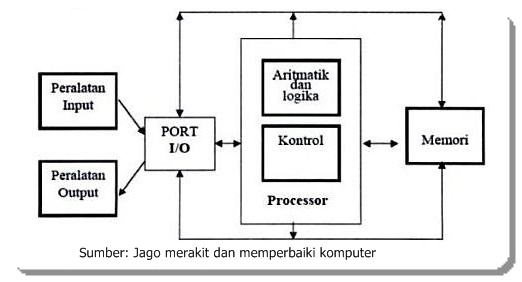 Peralatan
Input
Peralatan
Output
PORT
I/O
Aritmatik
dan
logika
Kontrol
Processor
Memori
Sumber: Jago merakit dan memperbaiki komputer